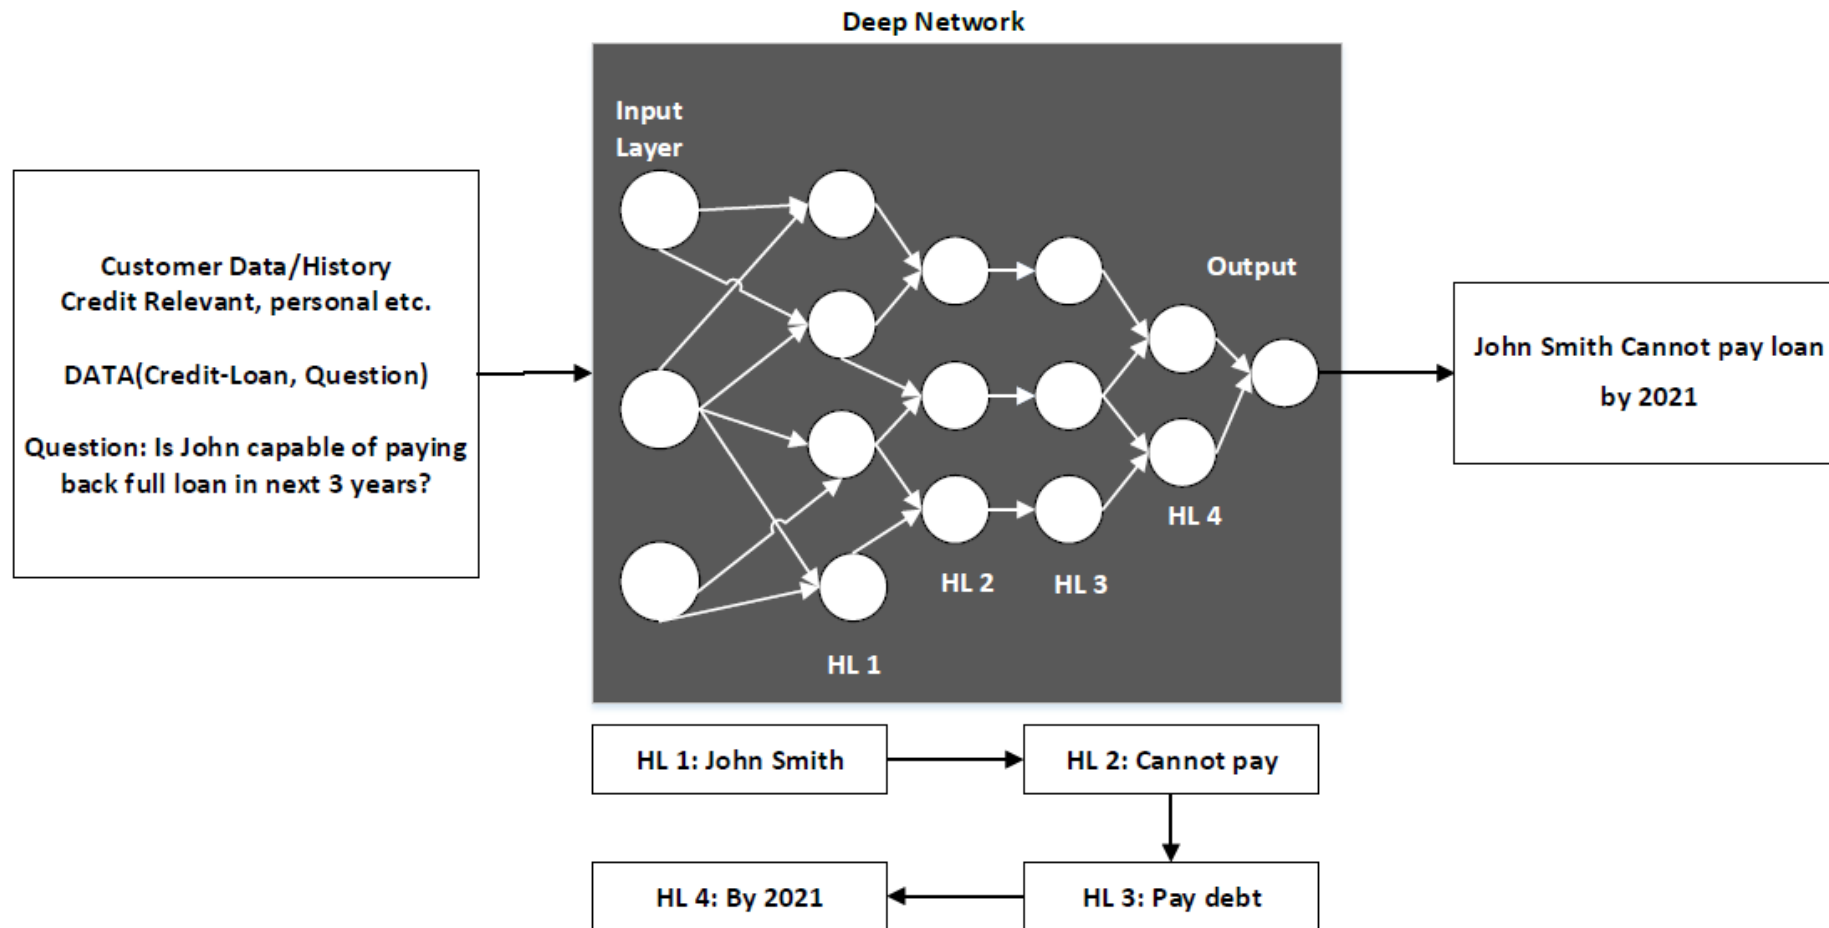 Deep Network
Input
Layer
Customer Data/History
Credit Relevant, personal etc.
DATA(Credit-Loan, Question)
Question: Is John capable of paying
back full loan in next 3 years?
Output
John Smith Cannot pay loan
by 2021
HL 4
HL 2
HL 3
HL 1
HL 1: John Smith
HL 2: Cannot pay
HL 4: By 2021
HL 3: Pay debt